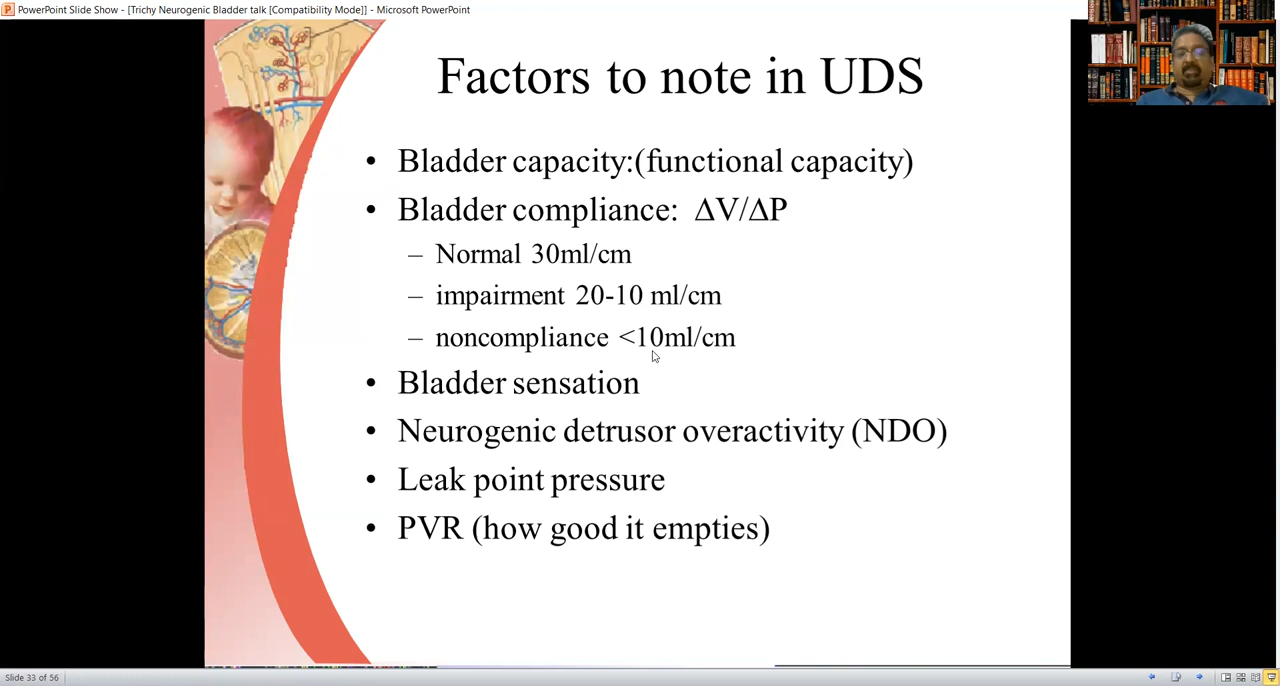 PowerPoint Slide Show - [Trichy Neurogenic Bladder talk [Compatibility Mode]] - Microsoft PowerPoint
Factors to note in UDS
• Bladder capacity:(functional capacity)
• Bladder compliance: ΔV/ΔP
– Normal 30ml/cm
– impairment 20-10 ml/cm
– noncompliance <10ml/cm
• Bladder sensation
• Neurogenic detrusor overactivity (NDO)
• Leak point pressure
• PVR (how good it empties)
Slide 33 of 56